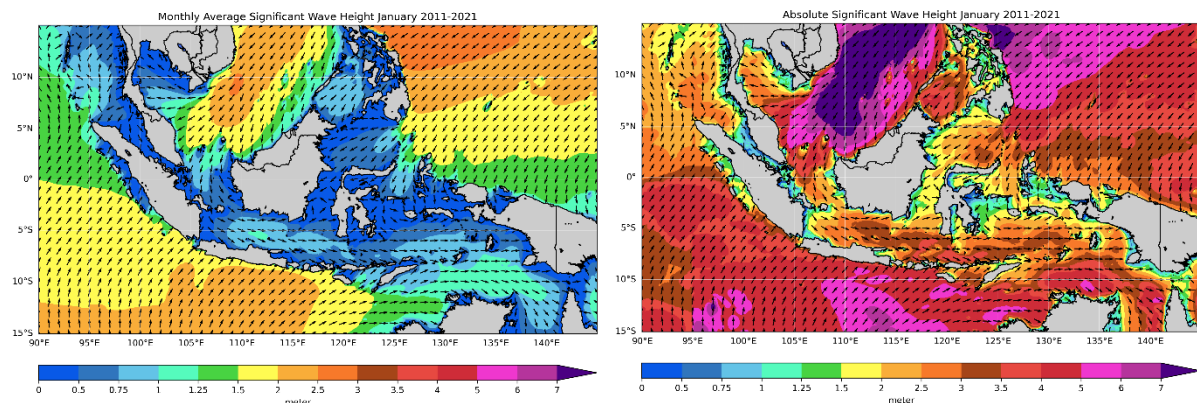 Monthly Average Significant Wave Height January 2011-2021
10°N
5°N
0°
5°S
10°S
15°S
90°E 95°E 100°E 105°E 110°E 115°E 120°E 125°E 130°E 135°E 140°E
0 0.5 0.75 1 1.25 1.5 2 2.5 3 3.5 4 5 6 7
meter
Absolute Significant Wave Height January 2011-2021
10°N
5°N
0°
5°S
10°S
15°S
90°E 95°E 100°E 105°E 110°E 115°E 120°E 125°E 130°E 135°E 140°E
0 0.5 0.75 1 1.25 1.5 2 2.5 3 3.5 4 5 6 7
meter